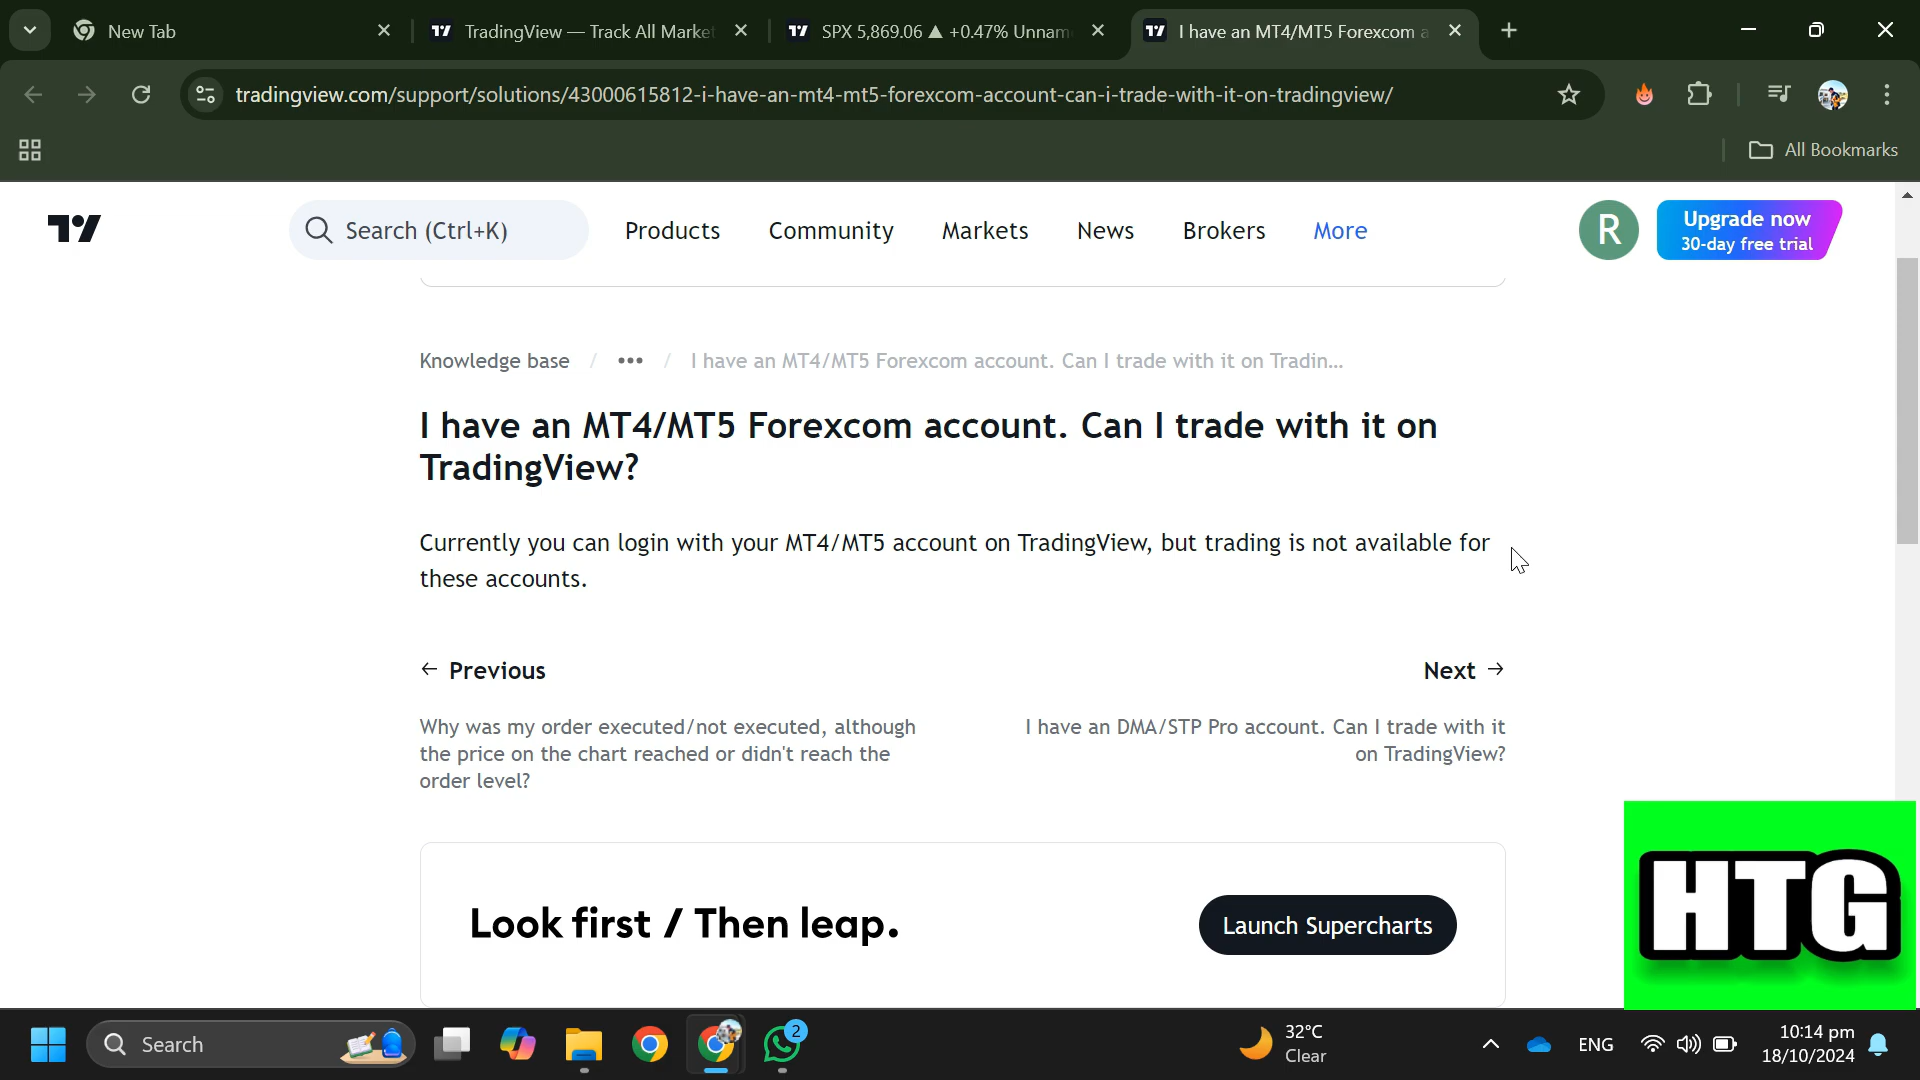 New Tab
TradingView — Track All Market
SPX 5,869.06 ▲ +0.47% Unnam
I have an MT4/MT5 Forexcom a
tradingview.com/support/solutions/43000615812-i-have-an-mt4-mt5-forexcom-account-can-i-trade-with-it-on-tradingview/
All Bookmarks
Search (Ctrl+K)
Products
Community
Markets
News
Brokers
More
R
Upgrade now
30-day free trial
Knowledge base / ••• / I have an MT4/MT5 Forexcom account. Can I trade with it on Tradin...
I have an MT4/MT5 Forexcom account. Can I trade with it on
TradingView?
Currently you can login with your MT4/MT5 account on TradingView, but trading is not available for
these accounts.
← Previous
Next →
Why was my order executed/not executed, although
the price on the chart reached or didn't reach the
order level?
I have an DMA/STP Pro account. Can I trade with it
on TradingView?
Look first / Then leap.
Launch Supercharts
HTG
Search
2
32°C
Clear
ENG
10:14 pm
18/10/2024